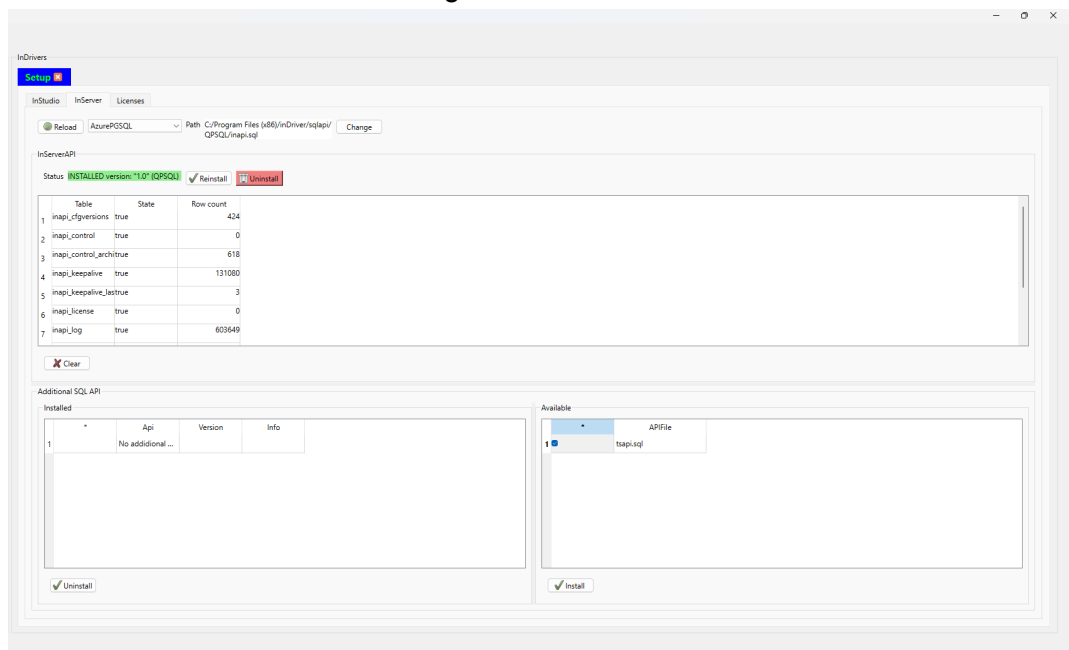 InDrivers
Setup
InStudio InServer Licenses
Reload AzurePGSQL Path C:/Program Files (x86)/inDriver/sqlapi/ Change
QPSQL/inapi.sql
InServerAPI
Status INSTALLED version: "1.0" (QPSQL) Reinstall Uninstall
Table State Row count
1 inapi_cfgversions true 424
2 inapi_control true 0
3 inapi_control_archi true 618
4 inapi_keepalive true 131080
5 inapi_keepalive_las true 3
6 inapi_license true 0
7 inapi_log true 603649
Clear
Additional SQL API
Installed
* Api Version Info
1 No addidional ...
Uninstall
Available
* APIFile
1 tsapi.sql
Install